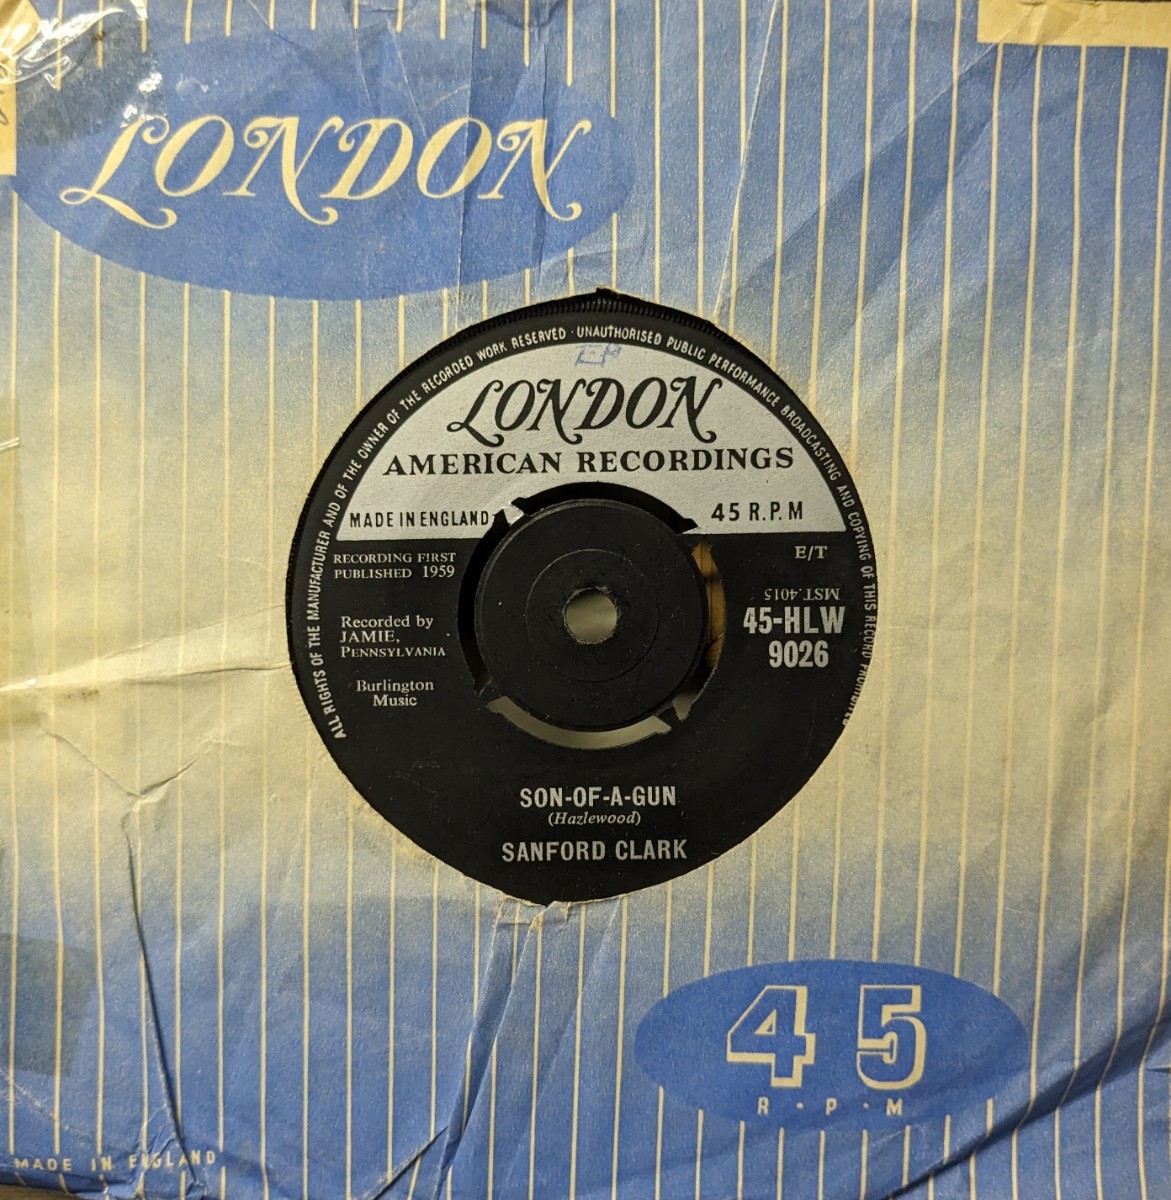 LONDON
ALL RIGHTS OF THE MANUFACTURER AND OF THE OWNER OF THE RECORDED WORK RESERVED · UNAUTHORISED PUBLIC PERFORMANCE BROADCASTING AND COPYING OF THIS RECORD PROHIBITED
EP
LONDON
AMERICAN RECORDINGS
MADE IN ENGLAND
45 R.P.M
RECORDING FIRST
PUBLISHED 1959
E/T
MST.4015
Recorded by
JAMIE,
PENNSYLVANIA
45-HLW
9026
Burlington
Music
SON-OF-A-GUN
(Hazlewood)
SANFORD CLARK
45
R·P·M
MADE IN ENGLAND